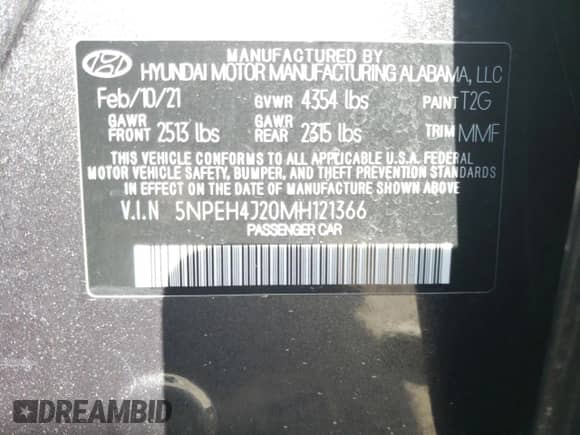 MANUFACTURED BY
HYUNDAI MOTOR MANUFACTURING ALABAMA, LLC
Feb/10/21 GVWR 4354 lbs PAINT T2G
GAWR FRONT 2513 lbs GAWR REAR 2315 lbs TRIM MMF
THIS VEHICLE CONFORMS TO ALL APPLICABLE U.S.A. FEDERAL
MOTOR VEHICLE SAFETY, BUMPER, AND THEFT PREVENTION STANDARDS
IN EFFECT ON THE DATE OF MANUFACTURE SHOWN ABOVE.
V.I.N 5NPEH4J20MH121366
PASSENGER CAR
DREAMBID